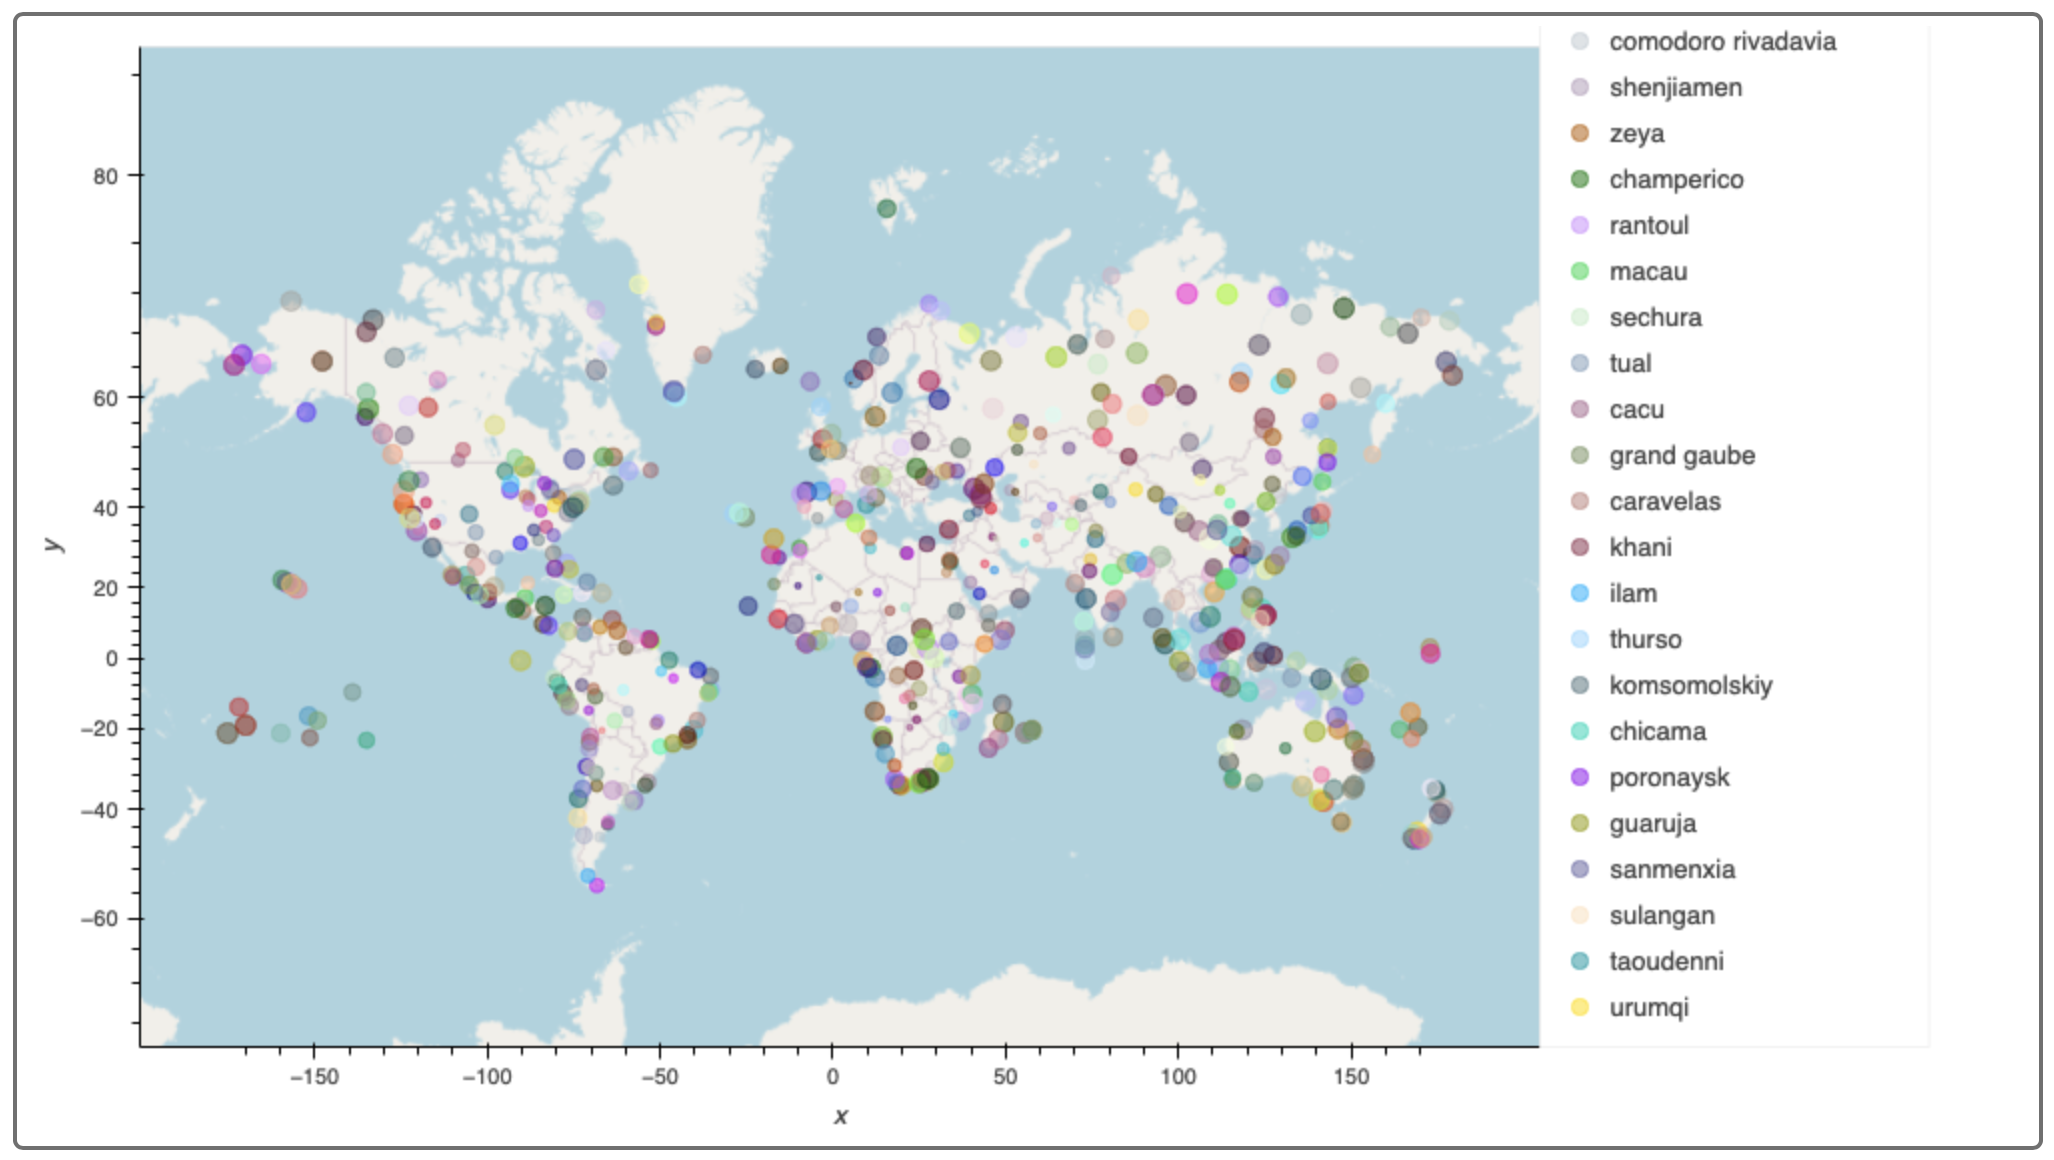 comodoro rivadavia
shenjiamen
zeya
champerico
rantoul
macau
sechura
tual
cacu
grand gaube
caravelas
khani
ilam
thurso
komsomolskiy
chicama
poronaysk
guaruja
sanmenxia
sulangan
taoudenni
urumqi
80
60
40
20
0
−20
−40
−60
y
−150
−100
−50
0
50
100
150
x